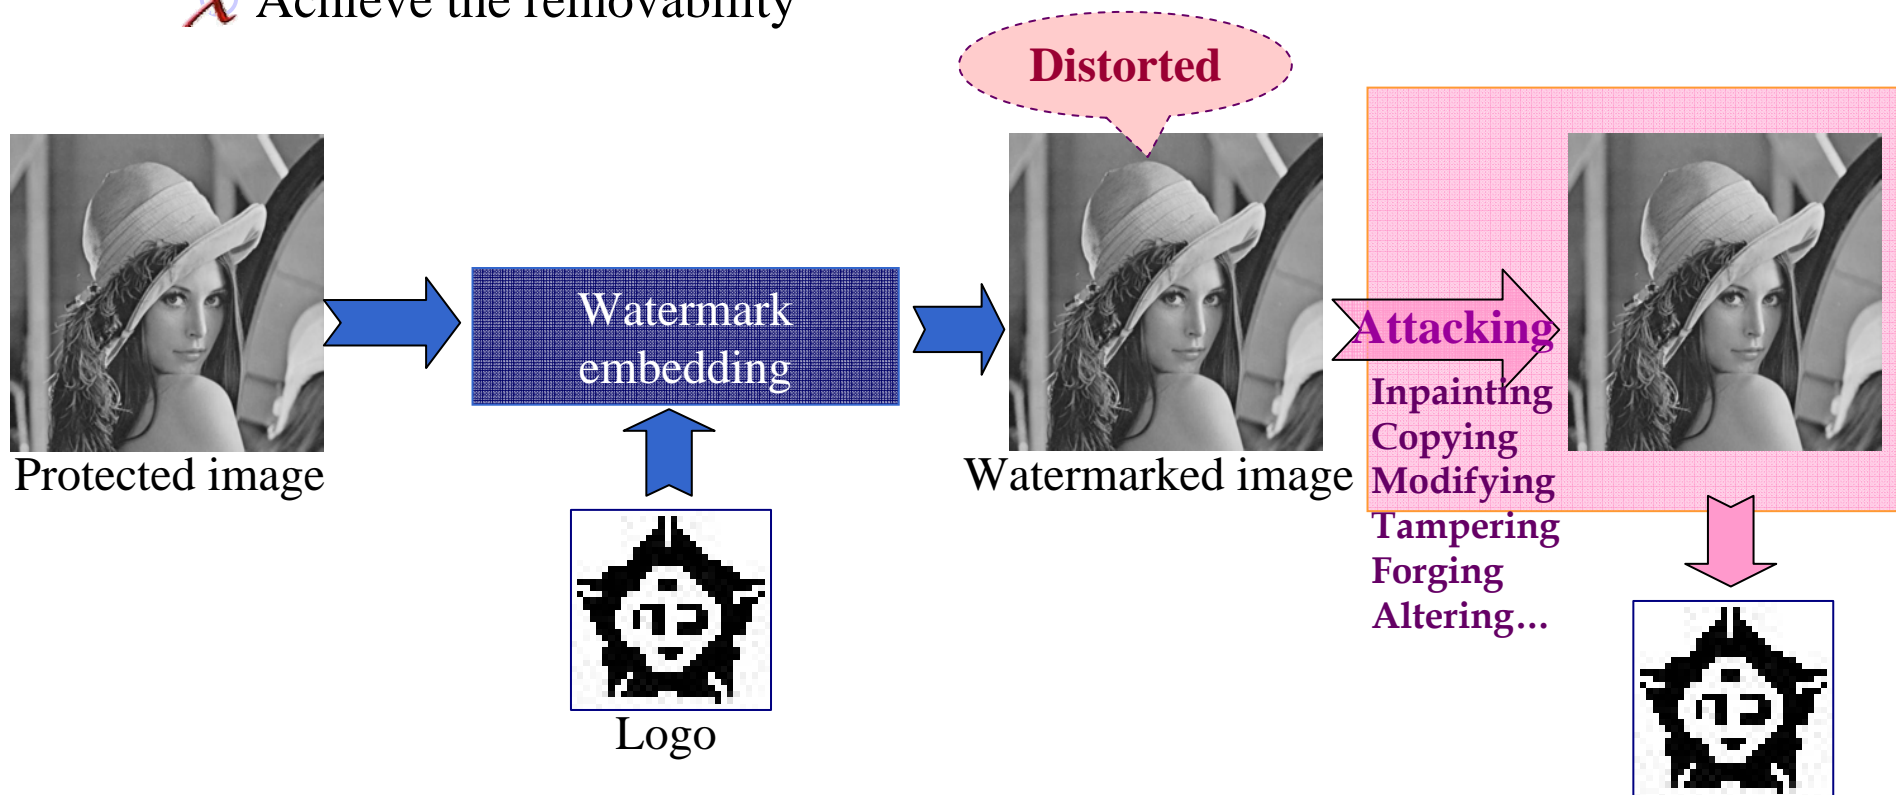 Achieve the removability
Distorted
Watermark
embedding
Attacking
Inpainting
Copying
Modifying
Tampering
Forging
Altering...
Protected image
Watermarked image
Logo